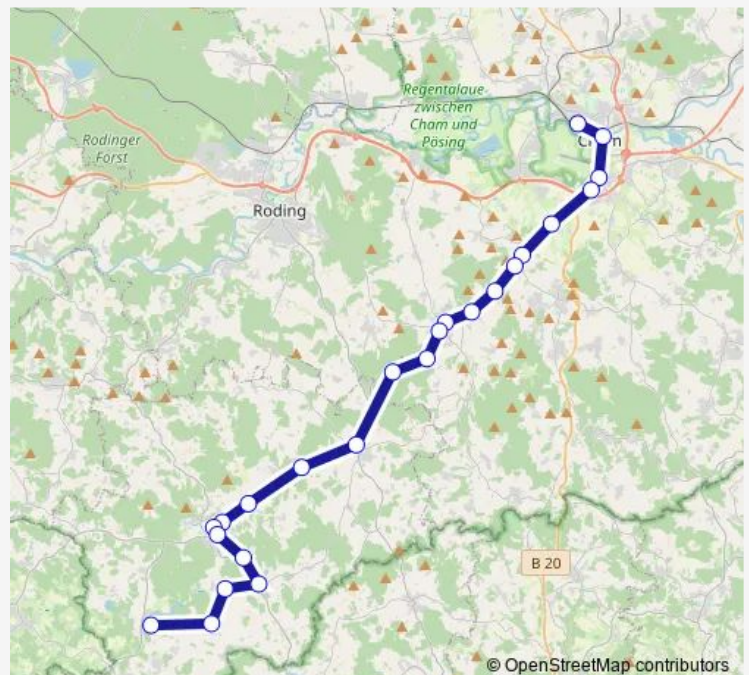 Regentalaue
zwischen
Cham und
Pösing
Rodinger
Forst
Roding
B 20
© OpenStreetMap contributors